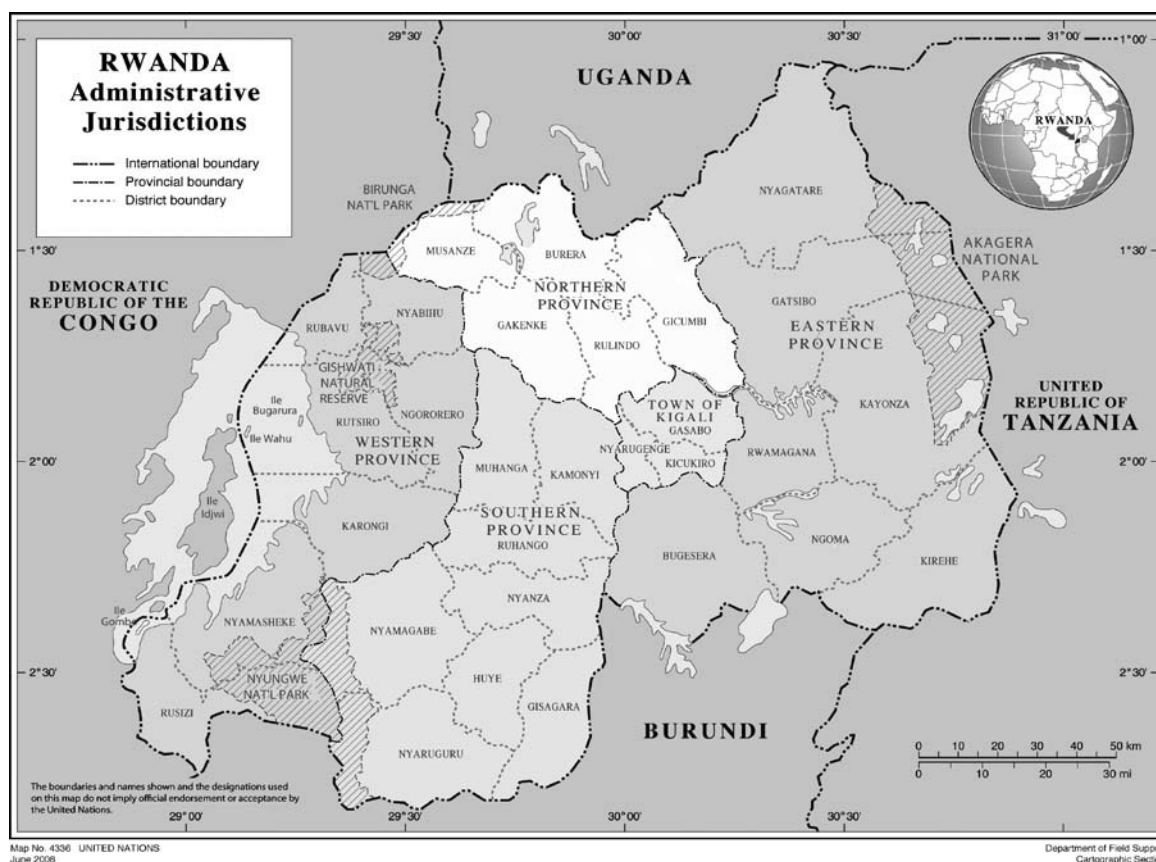 RWANDA
Administrative
Jurisdictions
International boundary
Provincial boundary
District boundary
29°30'
30°00'
30°30'
31°00'
1°00'
UGANDA
RWANDA
BIRUNGA
NAT'L PARK
NYAGATARE
MUSANZE
BURERA
1°30'
1°30'
AKAGERA
NATIONAL
PARK
DEMOCRATIC
REPUBLIC OF THE
CONGO
NORTHERN
PROVINCE
GATSIBO
NYABIHU
RUBAVU
GAKENKE
GICUMBI
EASTERN
PROVINCE
RULINDO
GISHWATI
NATURAL
RESERVE
UNITED
REPUBLIC OF
TANZANIA
Ile
Bugarura
NGORORERO
TOWN OF
KIGALI
KAYONZA
RUTSIRO
GASABO
Ile Wahu
WESTERN
PROVINCE
NYARUGENGE
RWAMAGANA
2°00'
MUHANGA
KAMONYI
KICUKIRO
2°00'
Ile
Idjwi
SOUTHERN
PROVINCE
KARONGI
RUHANGO
NGOMA
BUGESERA
KIREHE
NYANZA
Ile
Gombo
NYAMASHEKE
NYAMAGABE
2°30'
NYUNGWE
NAT'L PARK
HUYE
2°30'
RUSIZI
GISAGARA
BURUNDI
NYARUGURU
0 10 20 30 40 50 km
0 10 20 30 mi
The boundaries and names shown and the designations used
on this map do not imply official endorsement or acceptance by
the United Nations.
29°00'
29°30'
30°00'
30°30'
Map No. 4336 UNITED NATIONS
June 2008
Department of Field Supp
Cartographic Secti